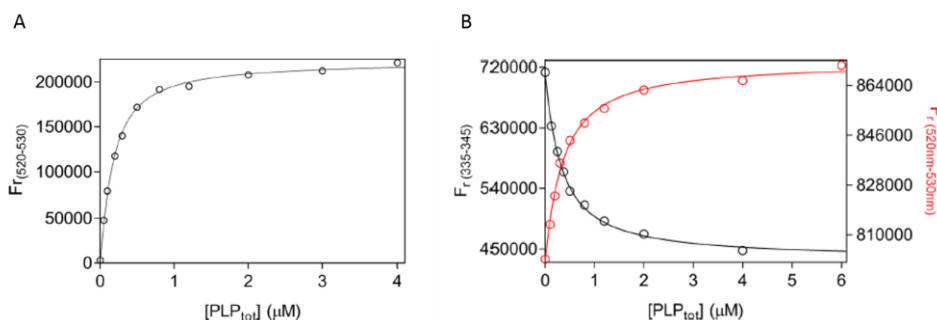 A
B
200000
150000
100000
50000
0
Fr(520-530)
0 1 2 3 4
[PLPtot] (μM)
720000
630000
540000
450000
Fr (335-345)
864000
846000
828000
810000
Fr (520nm-530nm)
0 1 2 3 4 5 6
[PLPtot] (μM)